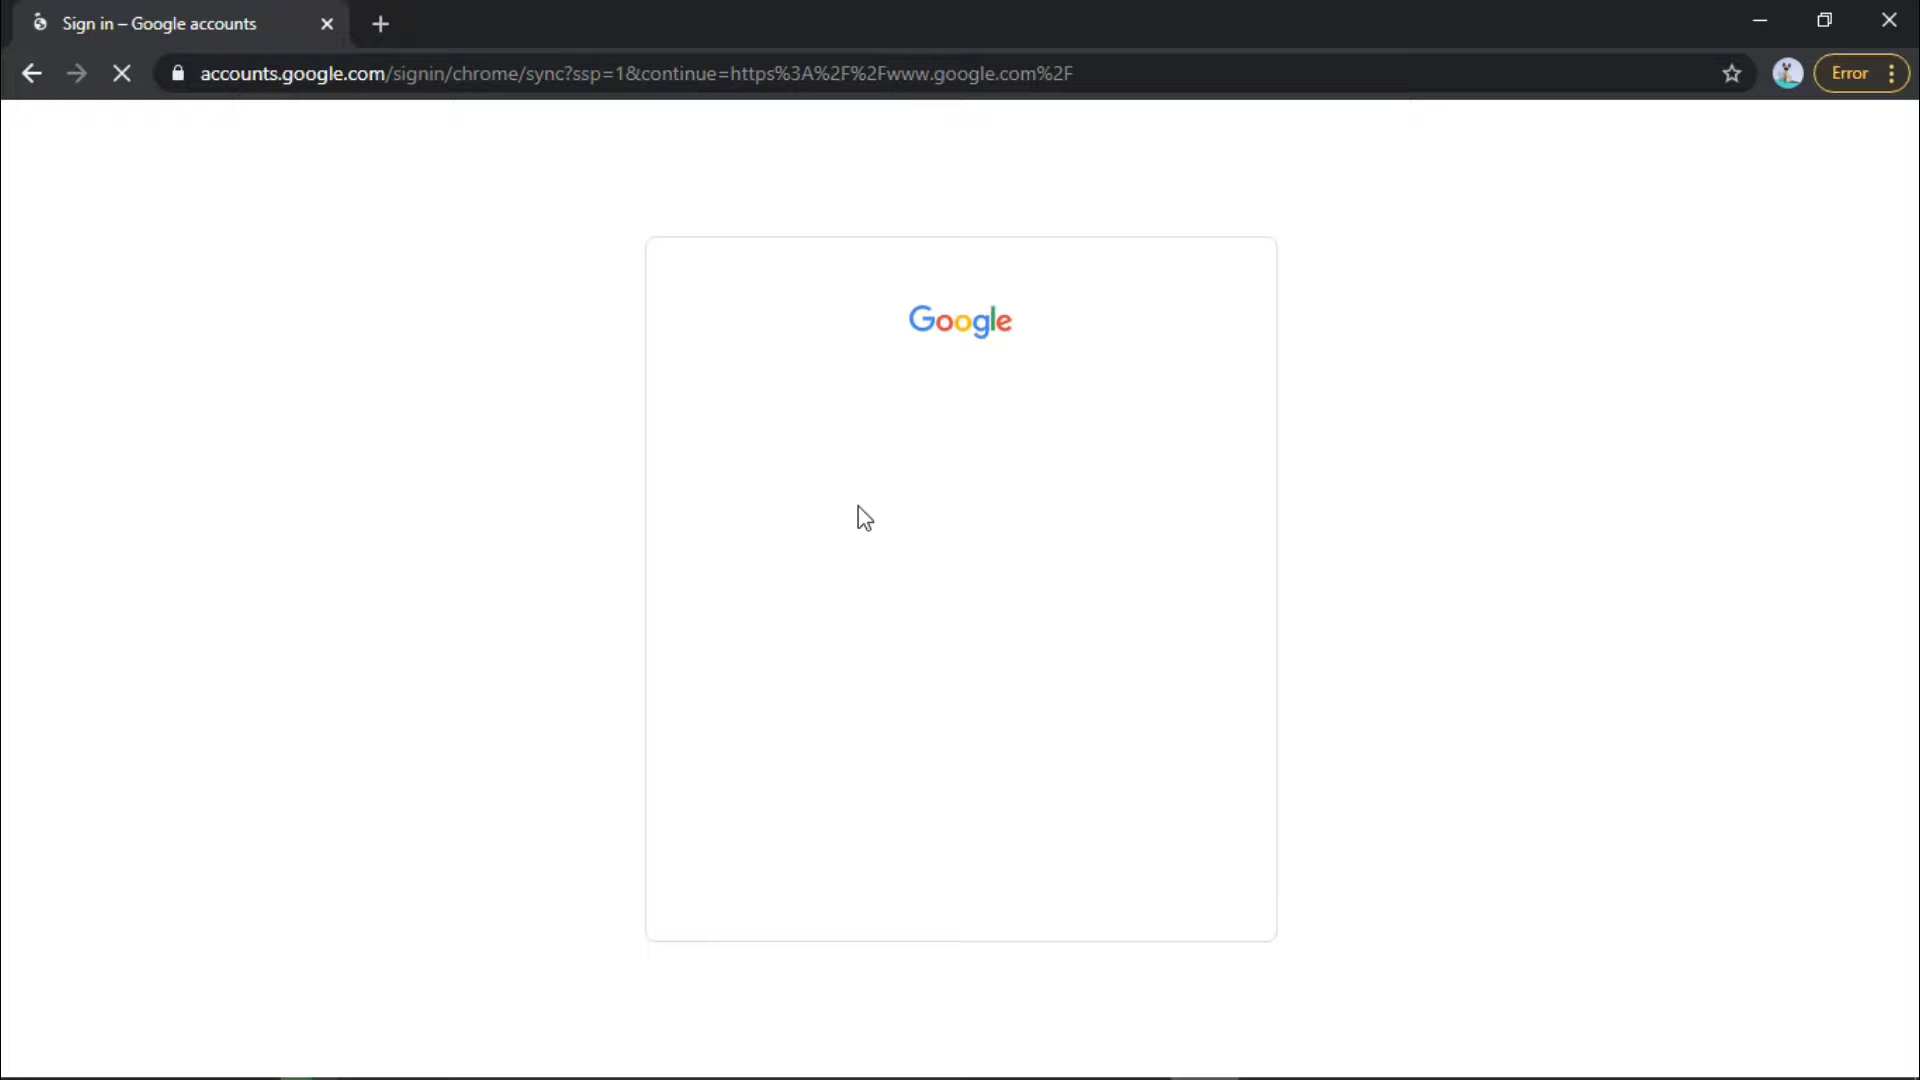 Sign in – Google accounts
accounts.google.com/signin/chrome/sync?ssp=1&continue=https%3A%2F%2Fwww.google.com%2F
Error
Google